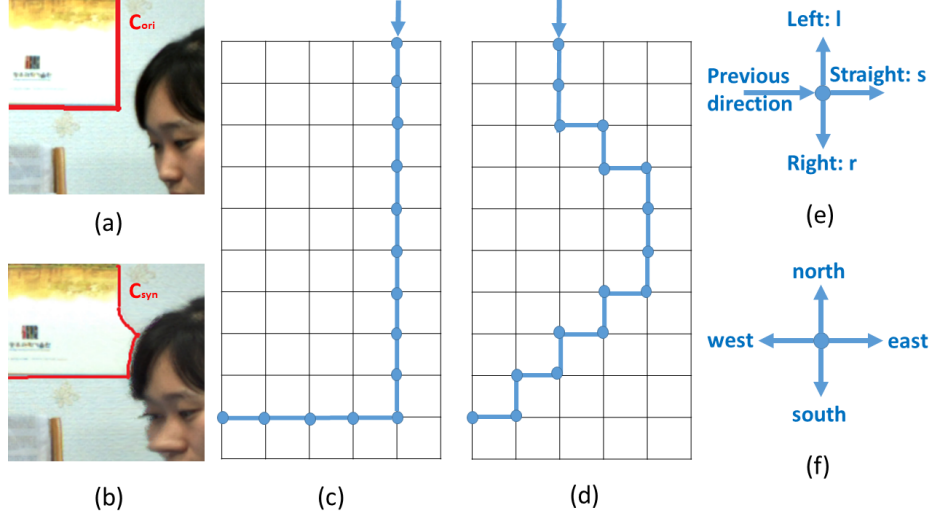 Cori
(a)
Csyn
(b)
(c)
(d)
Left: l
Previous
direction
Straight: s
Right: r
(e)
north
west
east
south
(f)